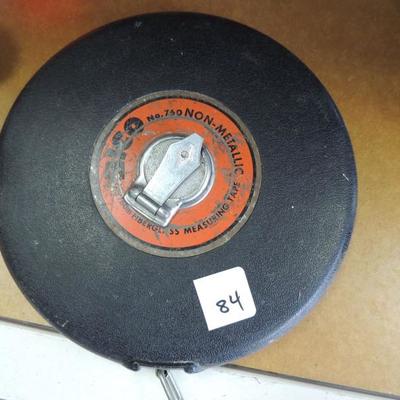 No. 750 NON-METALLIC
FIBERGLASS MEASURING TAPE
84